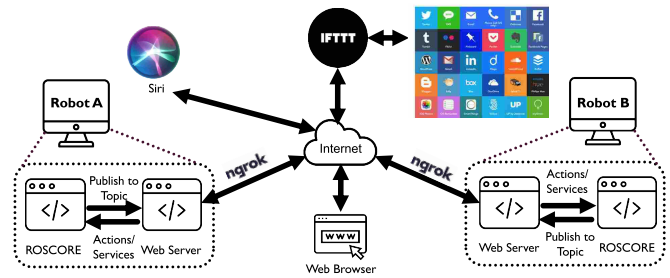 IFTTT
Siri
Robot A
Robot B
Internet
ngrok
ngrok
Publish to
Topic
Actions/
Services
ROSCORE
Web Server
WWW
Web Browser
Actions/
Services
Publish to
Topic
Web Server
ROSCORE